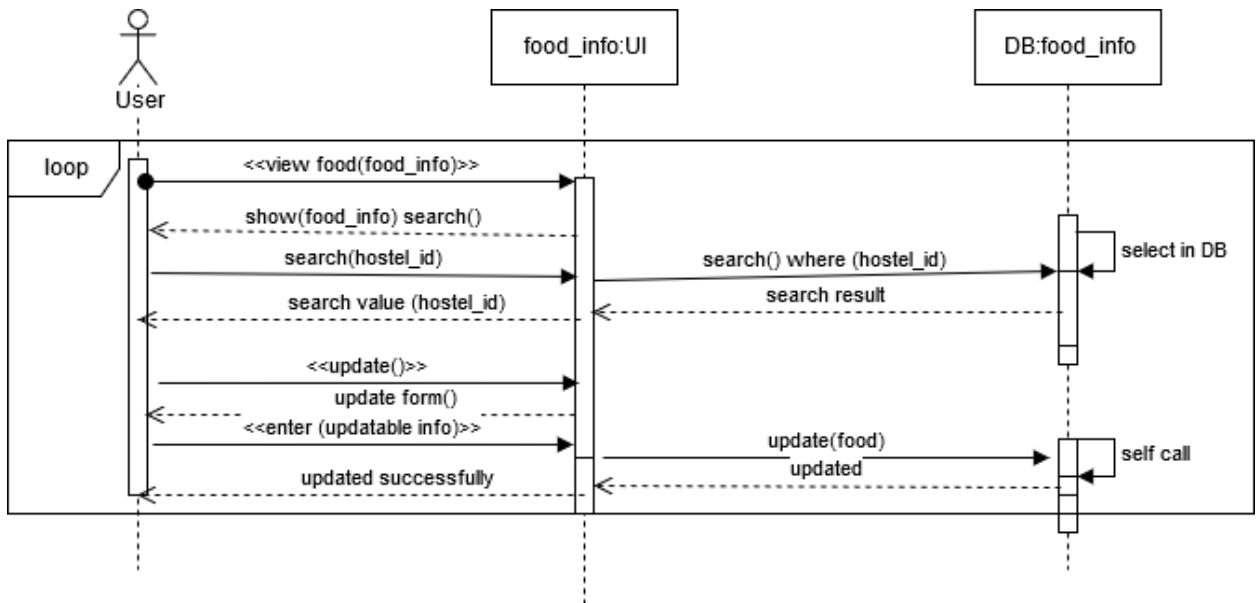 food_info:UI
DB:food_info
User
loop
<<view food(food_info)>>
show(food_info) search()
search(hostel_id)
search() where (hostel_id)
select in DB
search result
search value (hostel_id)
<<update()>>
update form()
<<enter (updatable info)>>
update(food)
self call
updated
updated successfully